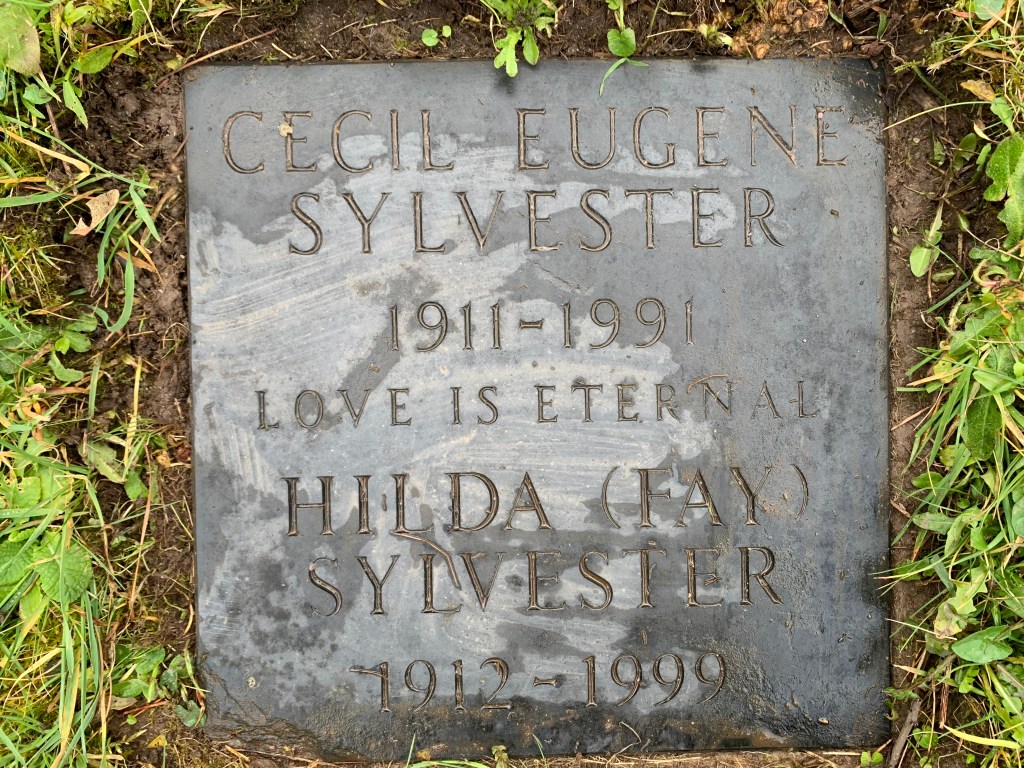 CECIL EUGENE
SYLVESTER
1911-1991
LOVE IS ETERNAL
HILDA (FAY)
SYLVESTER
1912-1999